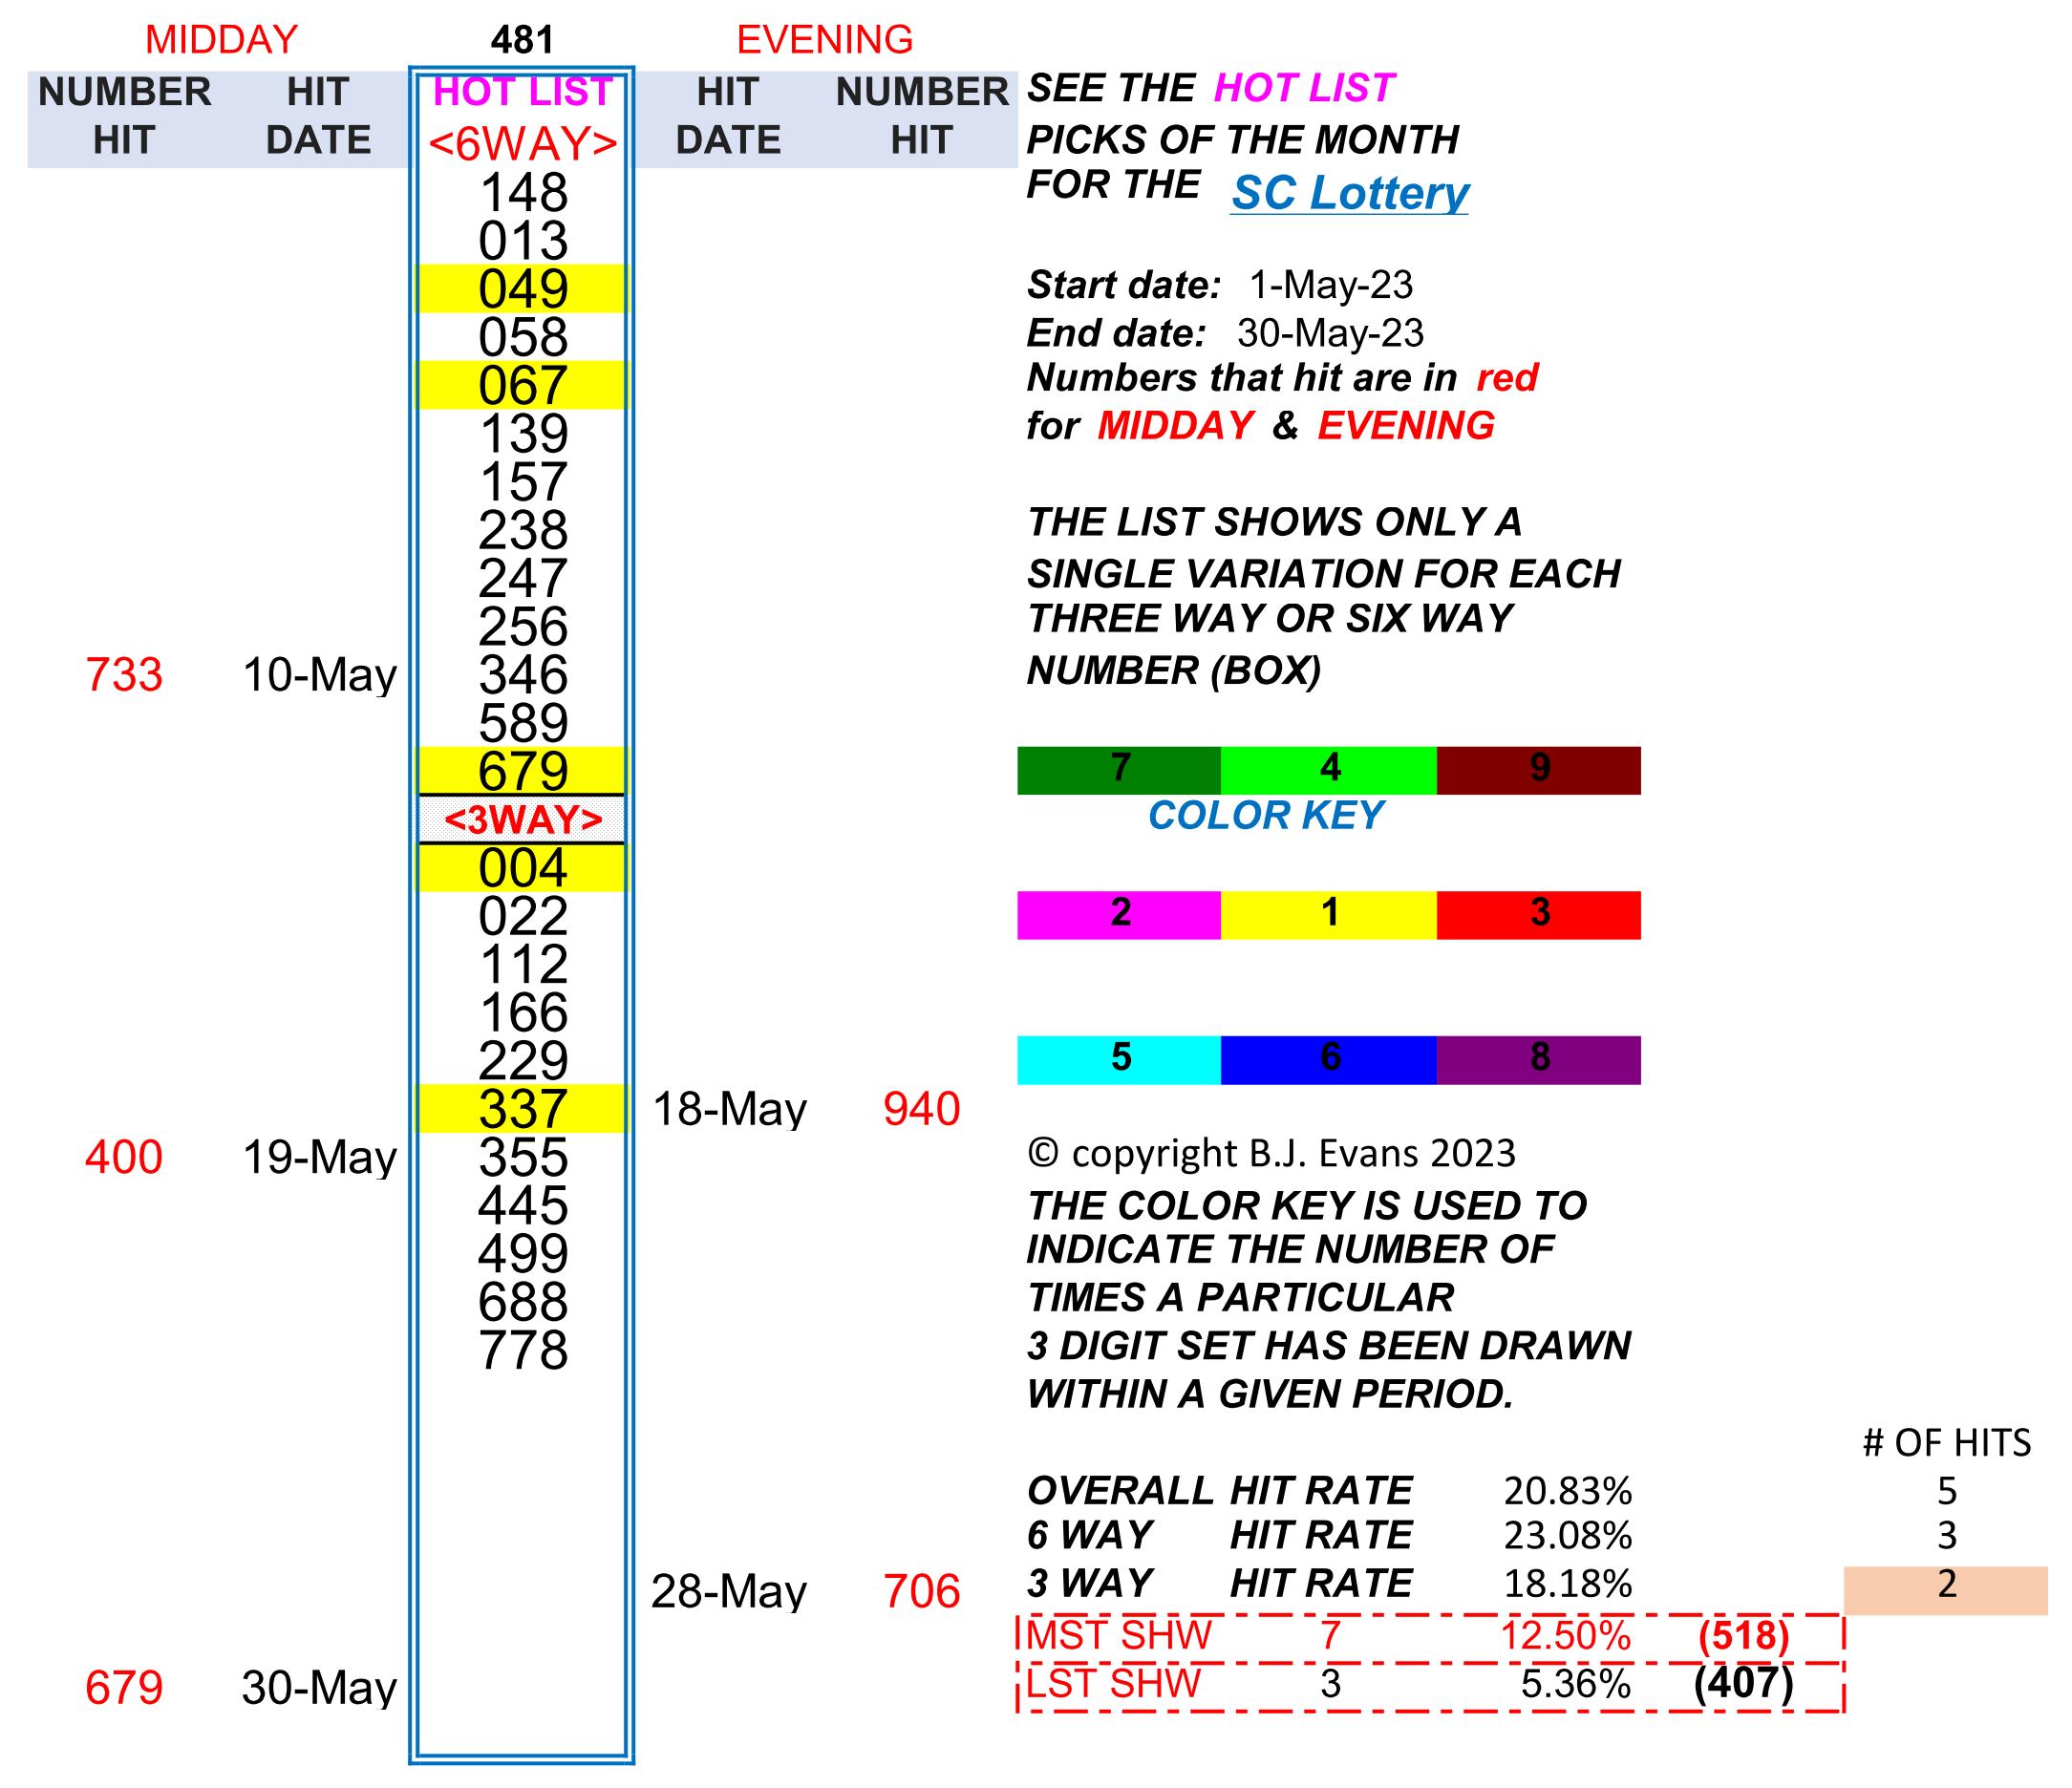 MIDDAY 481 EVENING
NUMBER HIT HOT LIST HIT NUMBER
HIT DATE <6WAY> DATE HIT
148
013
049
058
067
139
157
238
247
256
733 10-May 346
589
679
<3WAY>
004
022
112
166
229
337 18-May 940
400 19-May 355
445
499
688
778
28-May 706
679 30-May
SEE THE HOT LIST
PICKS OF THE MONTH
FOR THE SC Lottery
Start date: 1-May-23
End date: 30-May-23
Numbers that hit are in red
for MIDDAY & EVENING
THE LIST SHOWS ONLY A
SINGLE VARIATION FOR EACH
THREE WAY OR SIX WAY
NUMBER (BOX)
7 4 9
COLOR KEY
2 1 3
5 6 8
© copyright B.J. Evans 2023
THE COLOR KEY IS USED TO
INDICATE THE NUMBER OF
TIMES A PARTICULAR
3 DIGIT SET HAS BEEN DRAWN
WITHIN A GIVEN PERIOD.
# OF HITS
OVERALL HIT RATE 20.83% 5
6 WAY HIT RATE 23.08% 3
3 WAY HIT RATE 18.18% 2
MST SHW 7 12.50% (518)
LST SHW 3 5.36% (407)